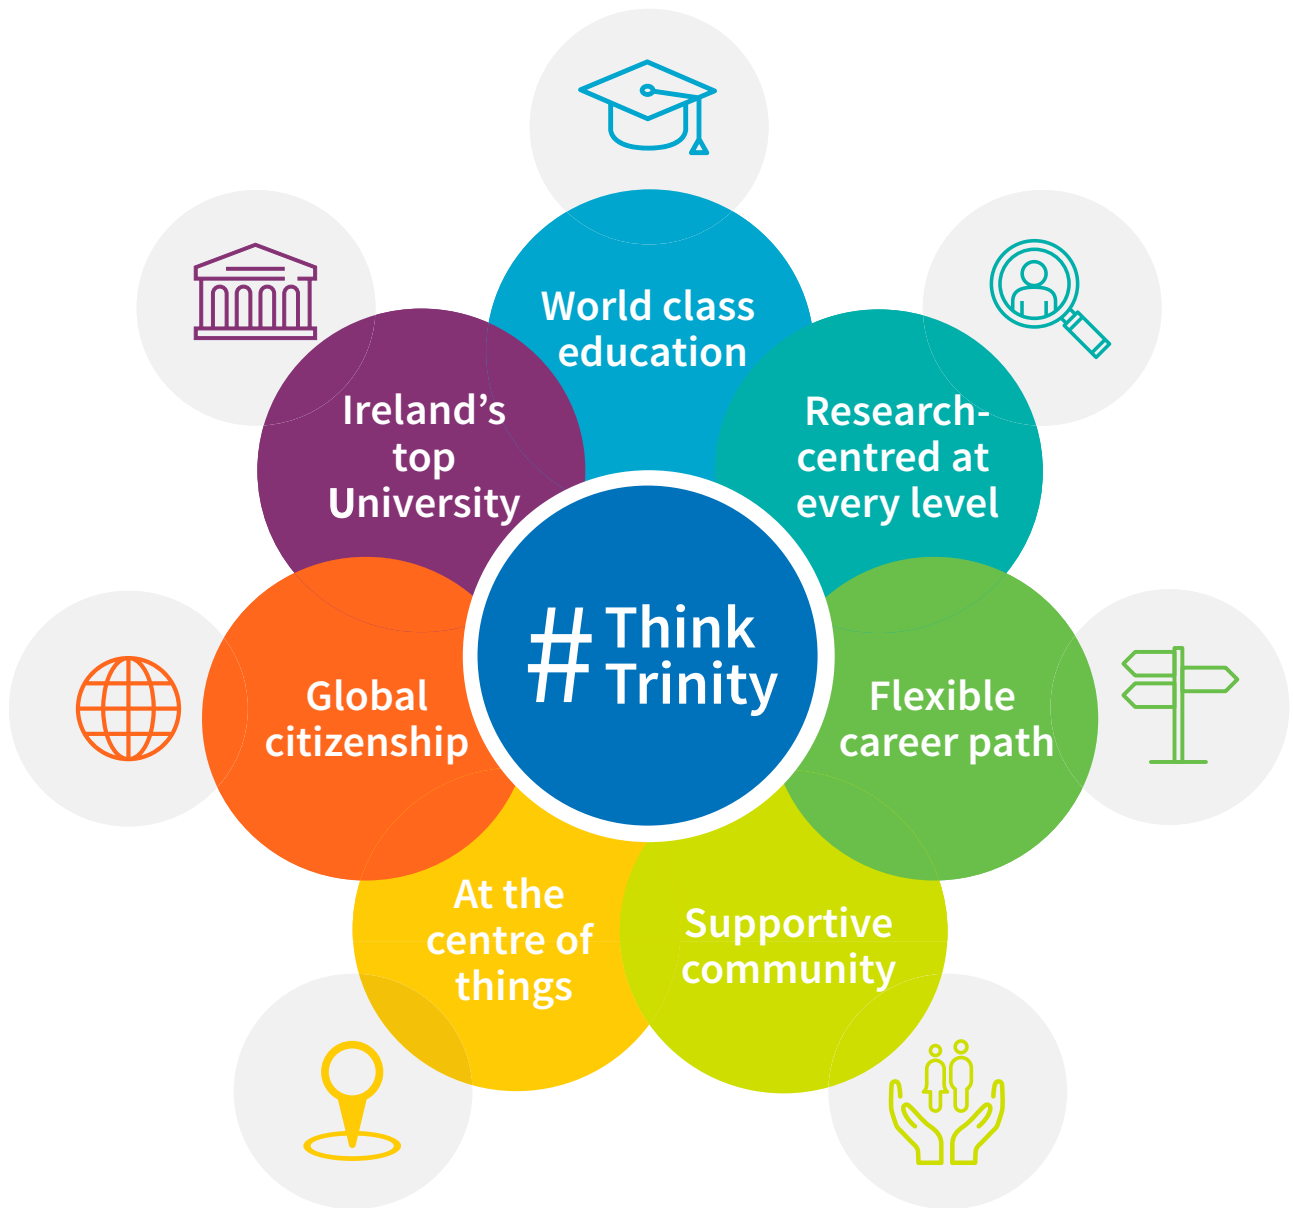 World class
education
Research-
centred at
every level
Flexible
career path
Supportive
community
At the
centre of
things
Global
citizenship
Ireland’s
top
University
# Think
Trinity